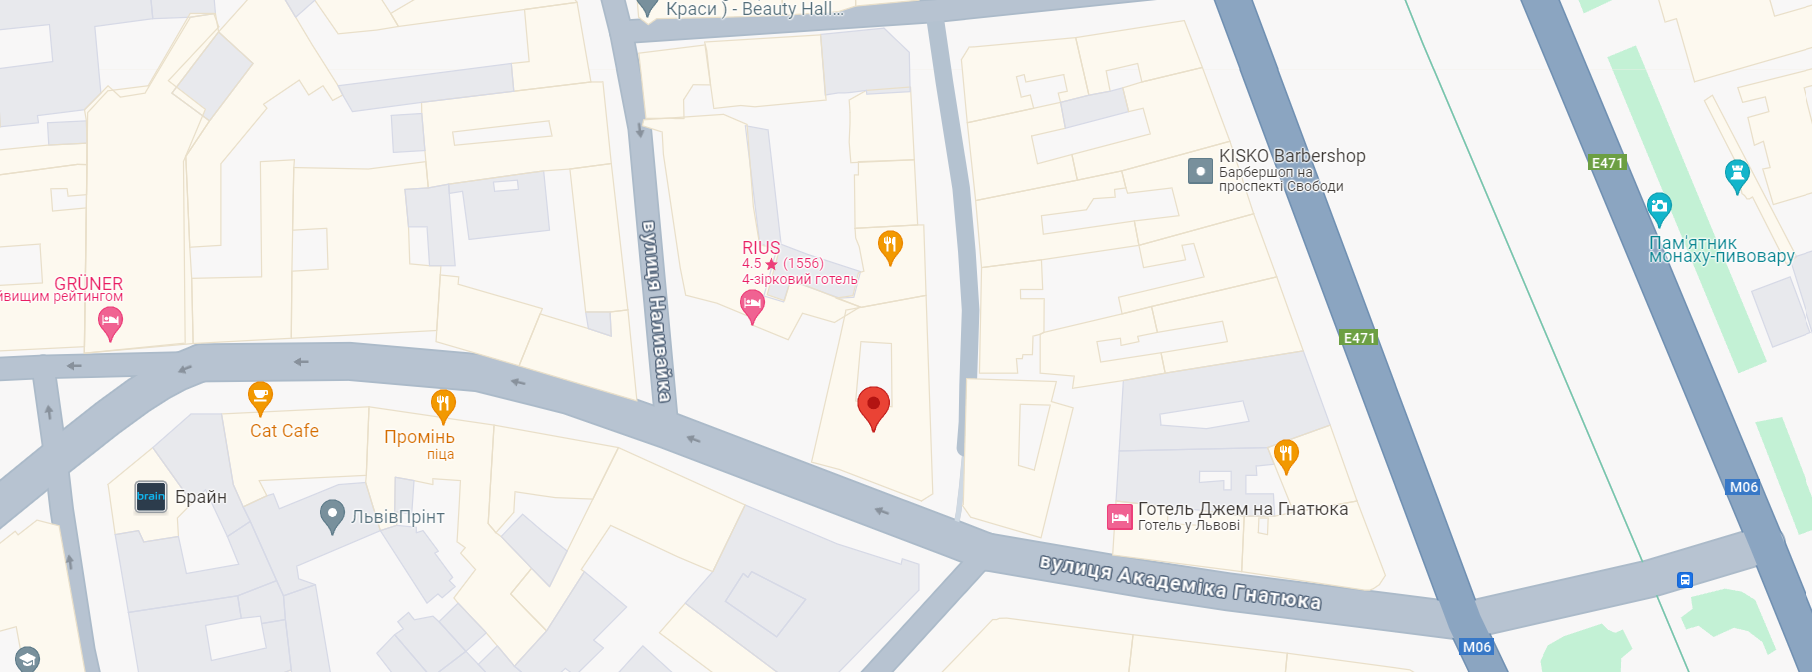 Краси ) - Beauty Hall...
KISKO Barbershop
Барбершоп на
проспекті Свободи
E471
Пам'ятник
монаху-пивовару
вулиця Наливайка
RIUS
4.5 ★ (1556)
4-зірковий готель
GRÜNER
йвищим рейтингом
E471
Cat Cafe
Промінь
піца
brain
Брайн
ЛьвівПрінт
Готель Джем на Гнатюка
Готель у Львові
M06
вулиця Академіка Гнатюка
M06